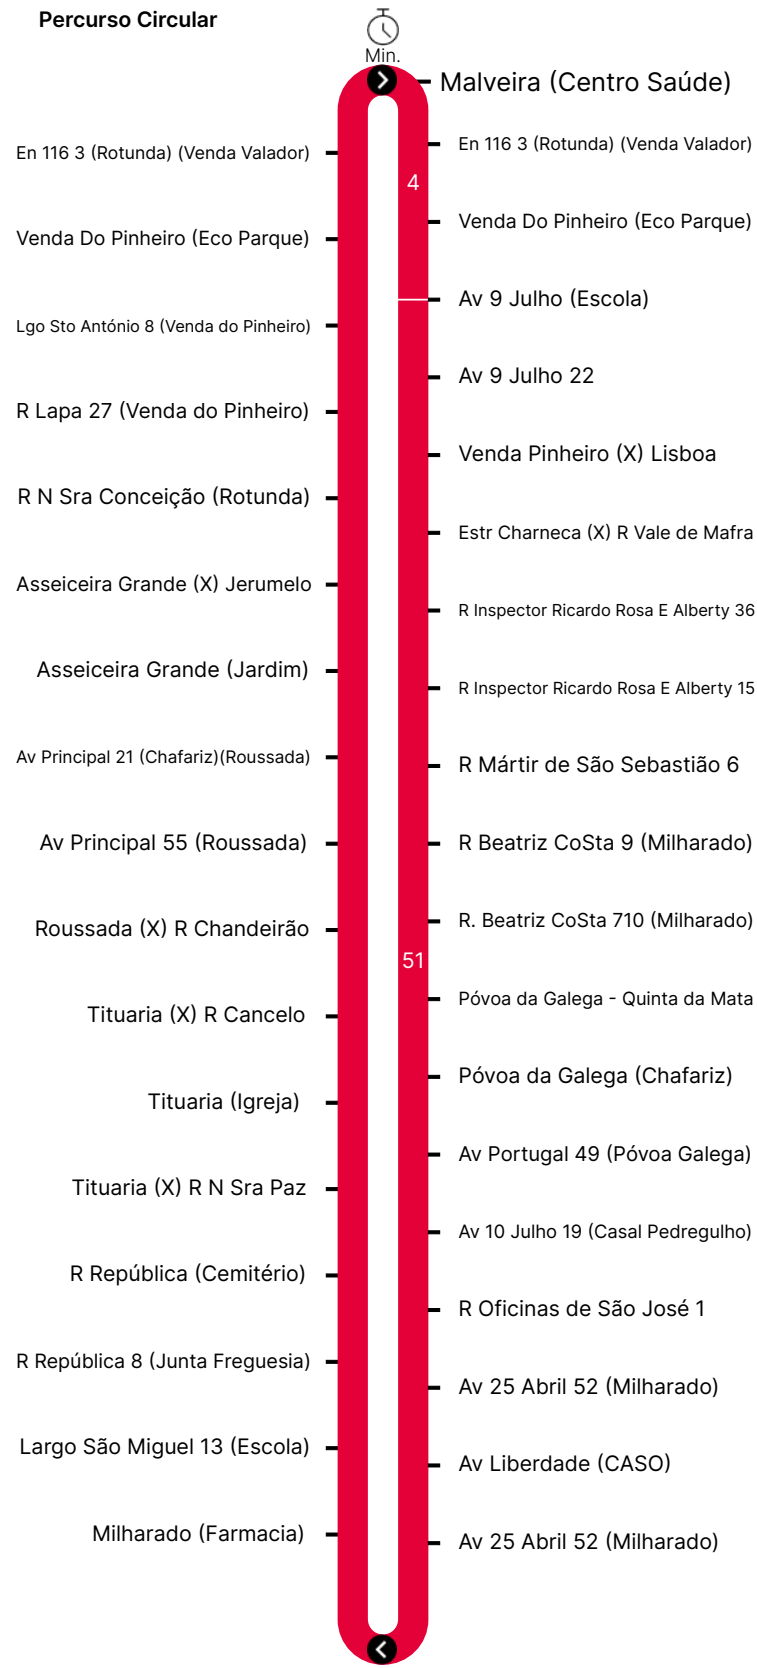 Percurso Circular
Min.
Malveira (Centro Saúde)
En 116 3 (Rotunda) (Venda Valador)
4
Venda Do Pinheiro (Eco Parque)
Av 9 Julho (Escola)
Av 9 Julho 22
Venda Pinheiro (X) Lisboa
Estr Charneca (X) R Vale de Mafra
R Inspector Ricardo Rosa E Alberty 36
R Inspector Ricardo Rosa E Alberty 15
R Mártir de São Sebastião 6
R Beatriz CoSta 9 (Milharado)
R. Beatriz CoSta 710 (Milharado)
51
Póvoa da Galega - Quinta da Mata
Póvoa da Galega (Chafariz)
Av Portugal 49 (Póvoa Galega)
Av 10 Julho 19 (Casal Pedregulho)
R Oficinas de São José 1
Av 25 Abril 52 (Milharado)
Av Liberdade (CASO)
Av 25 Abril 52 (Milharado)
En 116 3 (Rotunda) (Venda Valador)
Venda Do Pinheiro (Eco Parque)
Lgo Sto António 8 (Venda do Pinheiro)
R Lapa 27 (Venda do Pinheiro)
R N Sra Conceição (Rotunda)
Asseiceira Grande (X) Jerumelo
Asseiceira Grande (Jardim)
Av Principal 21 (Chafariz)(Roussada)
Av Principal 55 (Roussada)
Roussada (X) R Chandeirão
Tituaria (X) R Cancelo
Tituaria (Igreja)
Tituaria (X) R N Sra Paz
R República (Cemitério)
R República 8 (Junta Freguesia)
Largo São Miguel 13 (Escola)
Milharado (Farmacia)